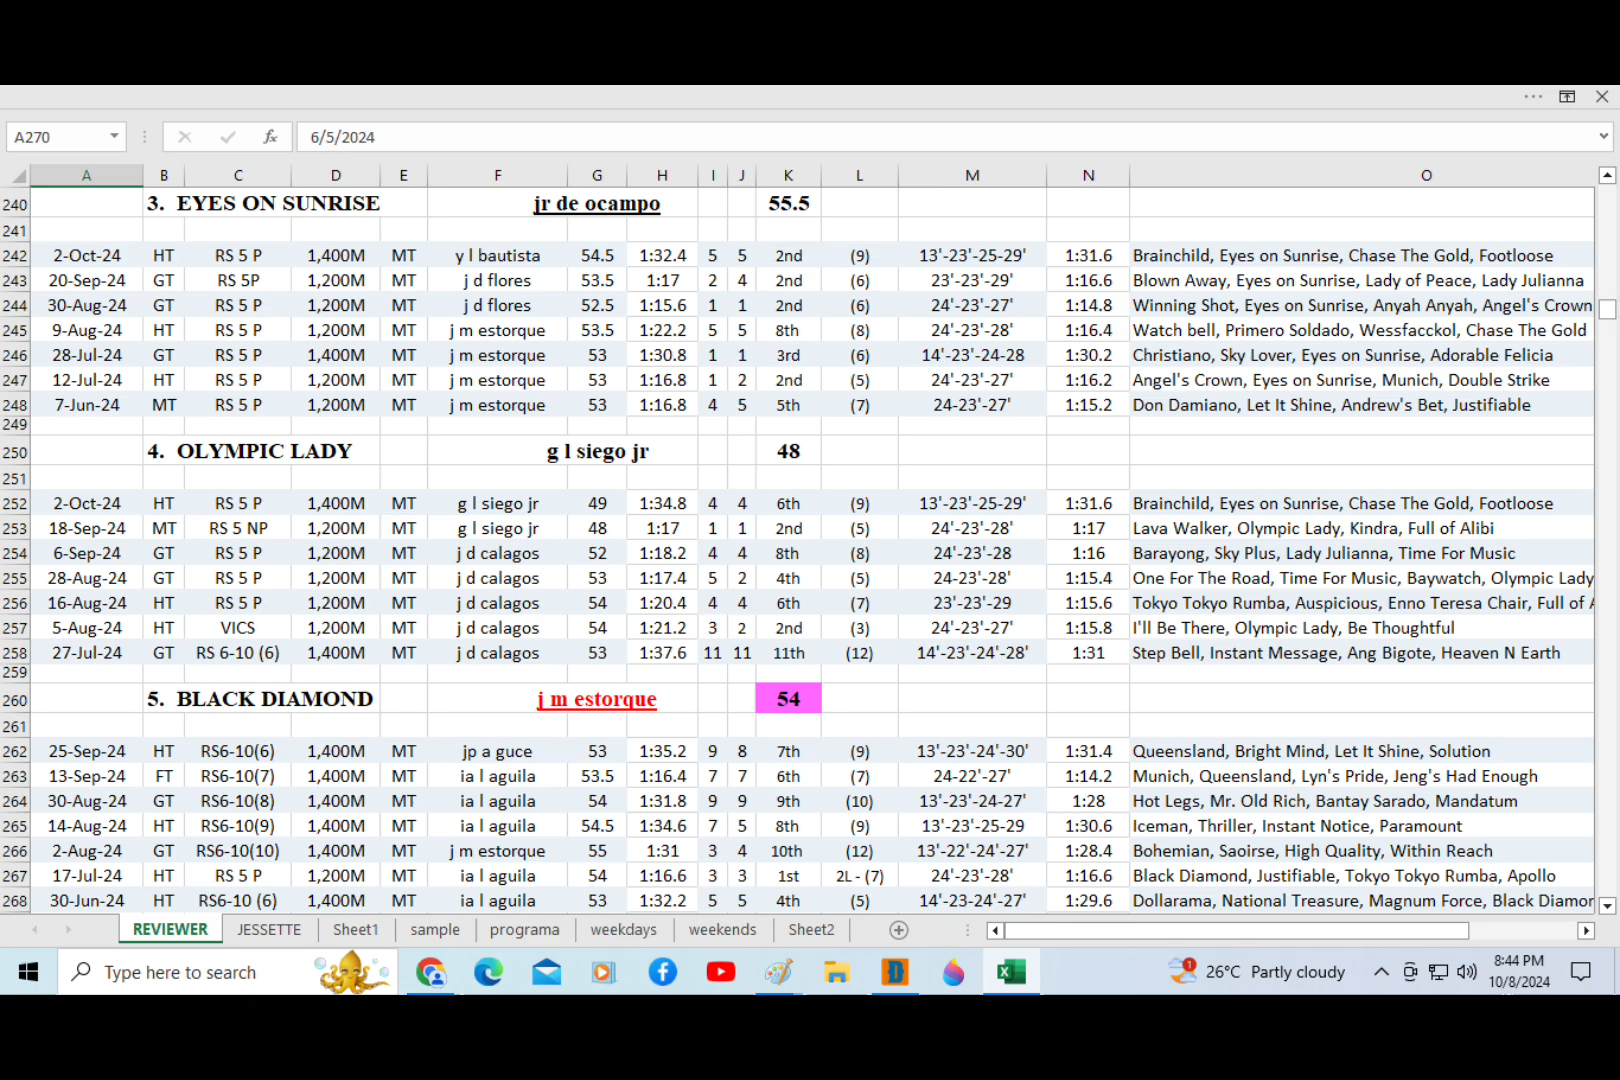 A270 fx 6/5/2024
A B C D E F G H I J K L M N O
240 3. EYES ON SUNRISE jr de ocampo 55.5
241
242 2-Oct-24 HT RS 5 P 1,400M MT y l bautista 54.5 1:32.4 5 5 2nd (9) 13'-23'-25-29' 1:31.6 Brainchild, Eyes on Sunrise, Chase The Gold, Footloose
243 20-Sep-24 GT RS 5P 1,200M MT j d flores 53.5 1:17 2 4 2nd (6) 23'-23'-29' 1:16.6 Blown Away, Eyes on Sunrise, Lady of Peace, Lady Julianna
244 30-Aug-24 GT RS 5 P 1,200M MT j d flores 52.5 1:15.6 1 1 2nd (6) 24'-23'-27' 1:14.8 Winning Shot, Eyes on Sunrise, Anyah Anyah, Angel's Crown
245 9-Aug-24 HT RS 5 P 1,200M MT j m estorque 53.5 1:22.2 5 5 8th (8) 24'-23'-28' 1:16.4 Watch bell, Primero Soldado, Wessfacckol, Chase The Gold
246 28-Jul-24 GT RS 5 P 1,400M MT j m estorque 53 1:30.8 1 1 3rd (6) 14'-23'-24-28 1:30.2 Christiano, Sky Lover, Eyes on Sunrise, Adorable Felicia
247 12-Jul-24 HT RS 5 P 1,200M MT j m estorque 53 1:16.8 1 2 2nd (5) 24'-23'-27' 1:16.2 Angel's Crown, Eyes on Sunrise, Munich, Double Strike
248 7-Jun-24 MT RS 5 P 1,200M MT j m estorque 53 1:16.8 4 5 5th (7) 24-23'-27' 1:15.2 Don Damiano, Let It Shine, Andrew's Bet, Justifiable
249
250 4. OLYMPIC LADY g l siego jr 48
251
252 2-Oct-24 HT RS 5 P 1,400M MT g l siego jr 49 1:34.8 4 4 6th (9) 13'-23'-25-29' 1:31.6 Brainchild, Eyes on Sunrise, Chase The Gold, Footloose
253 18-Sep-24 MT RS 5 NP 1,200M MT g l siego jr 48 1:17 1 1 2nd (5) 24'-23'-28' 1:17 Lava Walker, Olympic Lady, Kindra, Full of Alibi
254 6-Sep-24 GT RS 5 P 1,200M MT j d calagos 52 1:18.2 4 4 8th (8) 24'-23'-28 1:16 Barayong, Sky Plus, Lady Julianna, Time For Music
255 28-Aug-24 GT RS 5 P 1,200M MT j d calagos 53 1:17.4 5 2 4th (5) 24-23'-28' 1:15.4 One For The Road, Time For Music, Baywatch, Olympic Lady
256 16-Aug-24 HT RS 5 P 1,200M MT j d calagos 54 1:20.4 4 4 6th (7) 23'-23'-29 1:15.6 Tokyo Tokyo Rumba, Auspicious, Enno Teresa Chair, Full of A
257 5-Aug-24 HT VICS 1,200M MT j d calagos 54 1:21.2 3 2 2nd (3) 24'-23'-27' 1:15.8 I'll Be There, Olympic Lady, Be Thoughtful
258 27-Jul-24 GT RS 6-10 (6) 1,400M MT j d calagos 53 1:37.6 11 11 11th (12) 14'-23'-24'-28' 1:31 Step Bell, Instant Message, Ang Bigote, Heaven N Earth
259
260 5. BLACK DIAMOND j m estorque 54
261
262 25-Sep-24 HT RS6-10(6) 1,400M MT jp a guce 53 1:35.2 9 8 7th (9) 13'-23'-24'-30' 1:31.4 Queensland, Bright Mind, Let It Shine, Solution
263 13-Sep-24 FT RS6-10(7) 1,400M MT ia l aguila 53.5 1:16.4 7 7 6th (7) 24-22'-27' 1:14.2 Munich, Queensland, Lyn's Pride, Jeng's Had Enough
264 30-Aug-24 GT RS6-10(8) 1,400M MT ia l aguila 54 1:31.8 9 9 9th (10) 13'-23'-24-27' 1:28 Hot Legs, Mr. Old Rich, Bantay Sarado, Mandatum
265 14-Aug-24 HT RS6-10(9) 1,400M MT ia l aguila 54.5 1:34.6 7 5 8th (9) 13'-23'-25-29 1:30.6 Iceman, Thriller, Instant Notice, Paramount
266 2-Aug-24 GT RS6-10(10) 1,400M MT j m estorque 55 1:31 3 4 10th (12) 13'-22'-24'-27' 1:28.4 Bohemian, Saoirse, High Quality, Within Reach
267 17-Jul-24 HT RS 5 P 1,200M MT ia l aguila 54 1:16.6 3 3 1st 2L - (7) 24'-23'-28' 1:16.6 Black Diamond, Justifiable, Tokyo Tokyo Rumba, Apollo
268 30-Jun-24 HT RS6-10 (6) 1,400M MT ia l aguila 53 1:32.2 5 5 4th (5) 14'-23-24'-27' 1:29.6 Dollarama, National Treasure, Magnum Force, Black Diamor
REVIEWER JESSETTE Sheet1 sample programa weekdays weekends Sheet2
Type here to search 1 26°C Partly cloudy 8:44 PM
10/8/2024